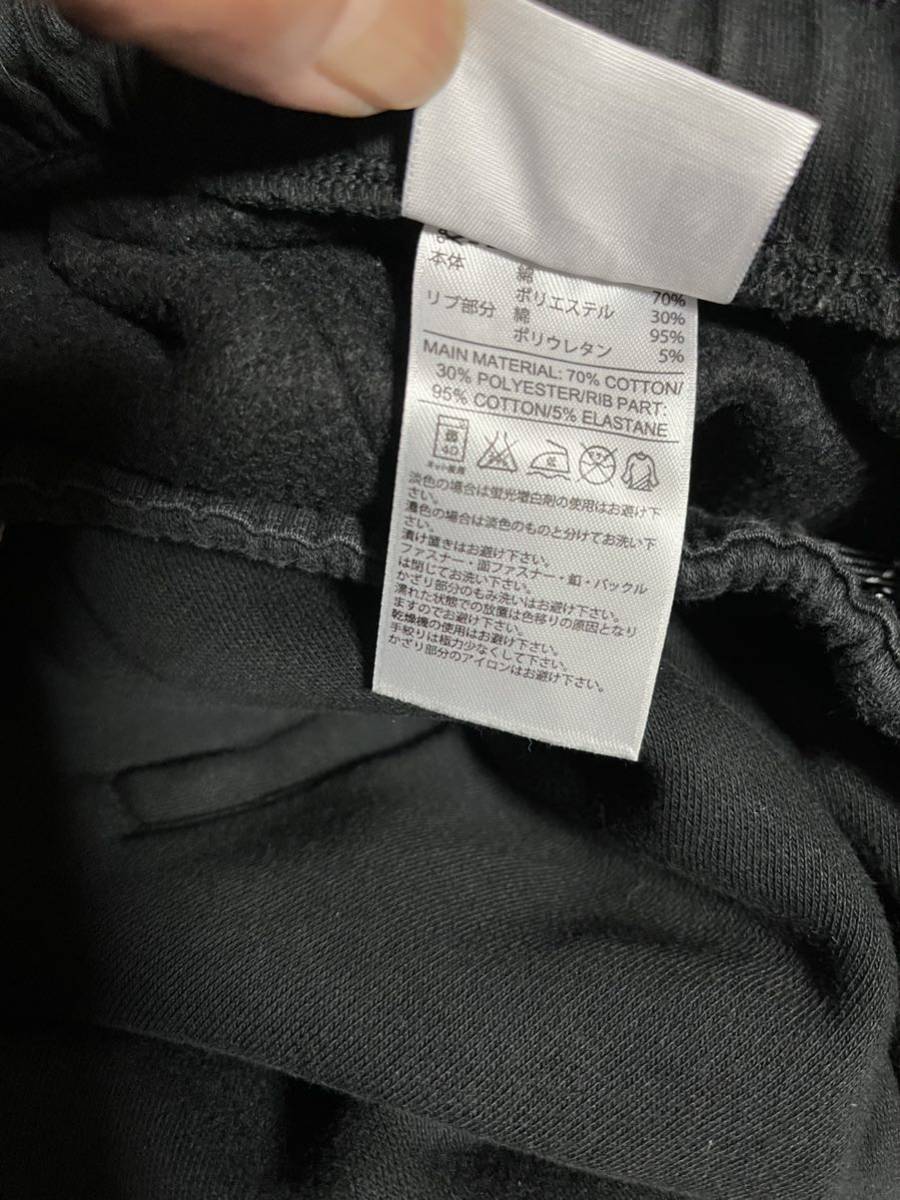 本体 綿 70%
ポリエステル 30%
リブ部分 綿 95%
ポリウレタン 5%
MAIN MATERIAL: 70% COTTON/
30% POLYESTER/RIB PART:
95% COTTON/5% ELASTANE
40
ネット使用
淡色の場合は蛍光増白剤の使用はお避け下
さい。
濃色の場合は淡色のものと分けてお洗い下
さい。
漬け置きはお避け下さい。
ファスナー・面ファスナー・釦・バックル
は閉じてお洗い下さい。
かざり部分のもみ洗いはお避け下さい。
濡れた状態での放置は色移りの原因となり
ますのでお避け下さい。
乾燥機の使用はお避け下さい。
手絞りは極力少なくして下さい。
かざり部分のアイロンはお避け下さい。